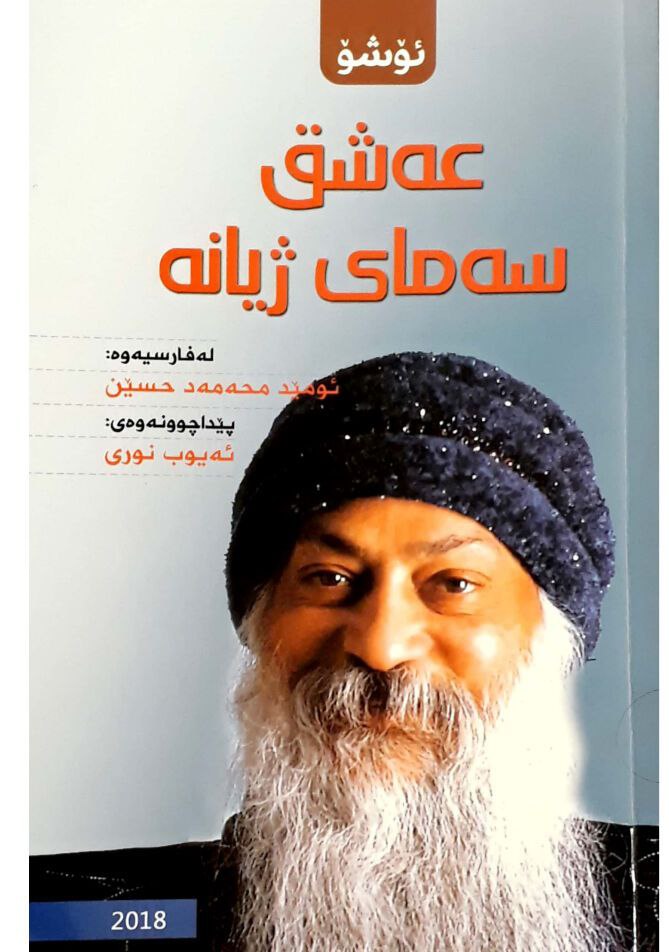 ئۆشۆ
عەشق
سەمای ژیانە
لەفارسیەوە:
ئومێد محەمەد حسێن
پێداچوونەوەی:
ئەیوب نوری
2018